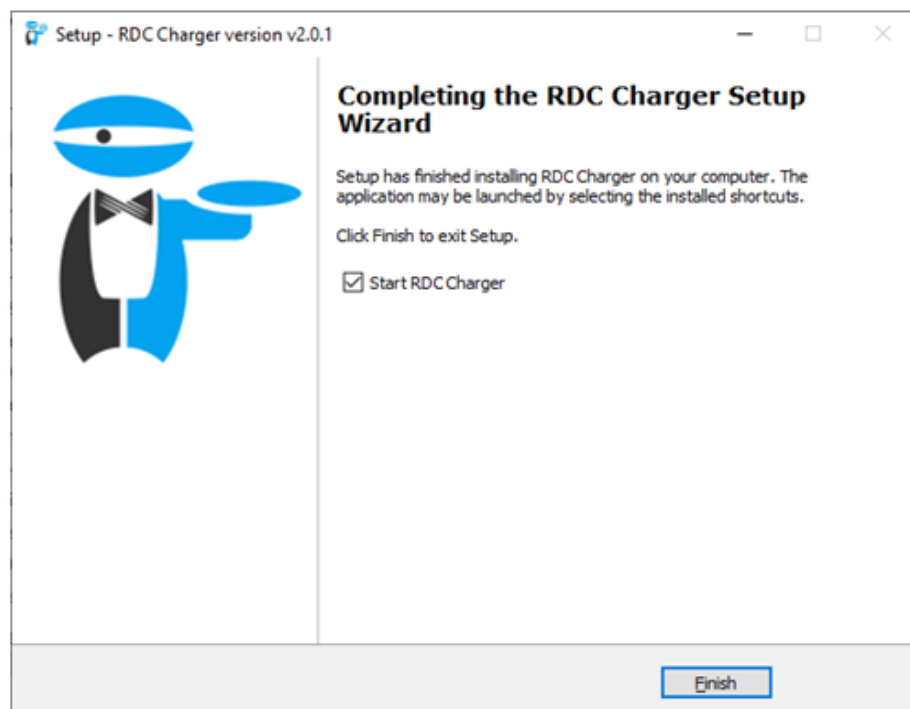 Setup - RDC Charger version v2.0.1
Completing the RDC Charger Setup
Wizard
Setup has finished installing RDC Charger on your computer. The
application may be launched by selecting the installed shortcuts.
Click Finish to exit Setup.
Start RDC Charger
Finish